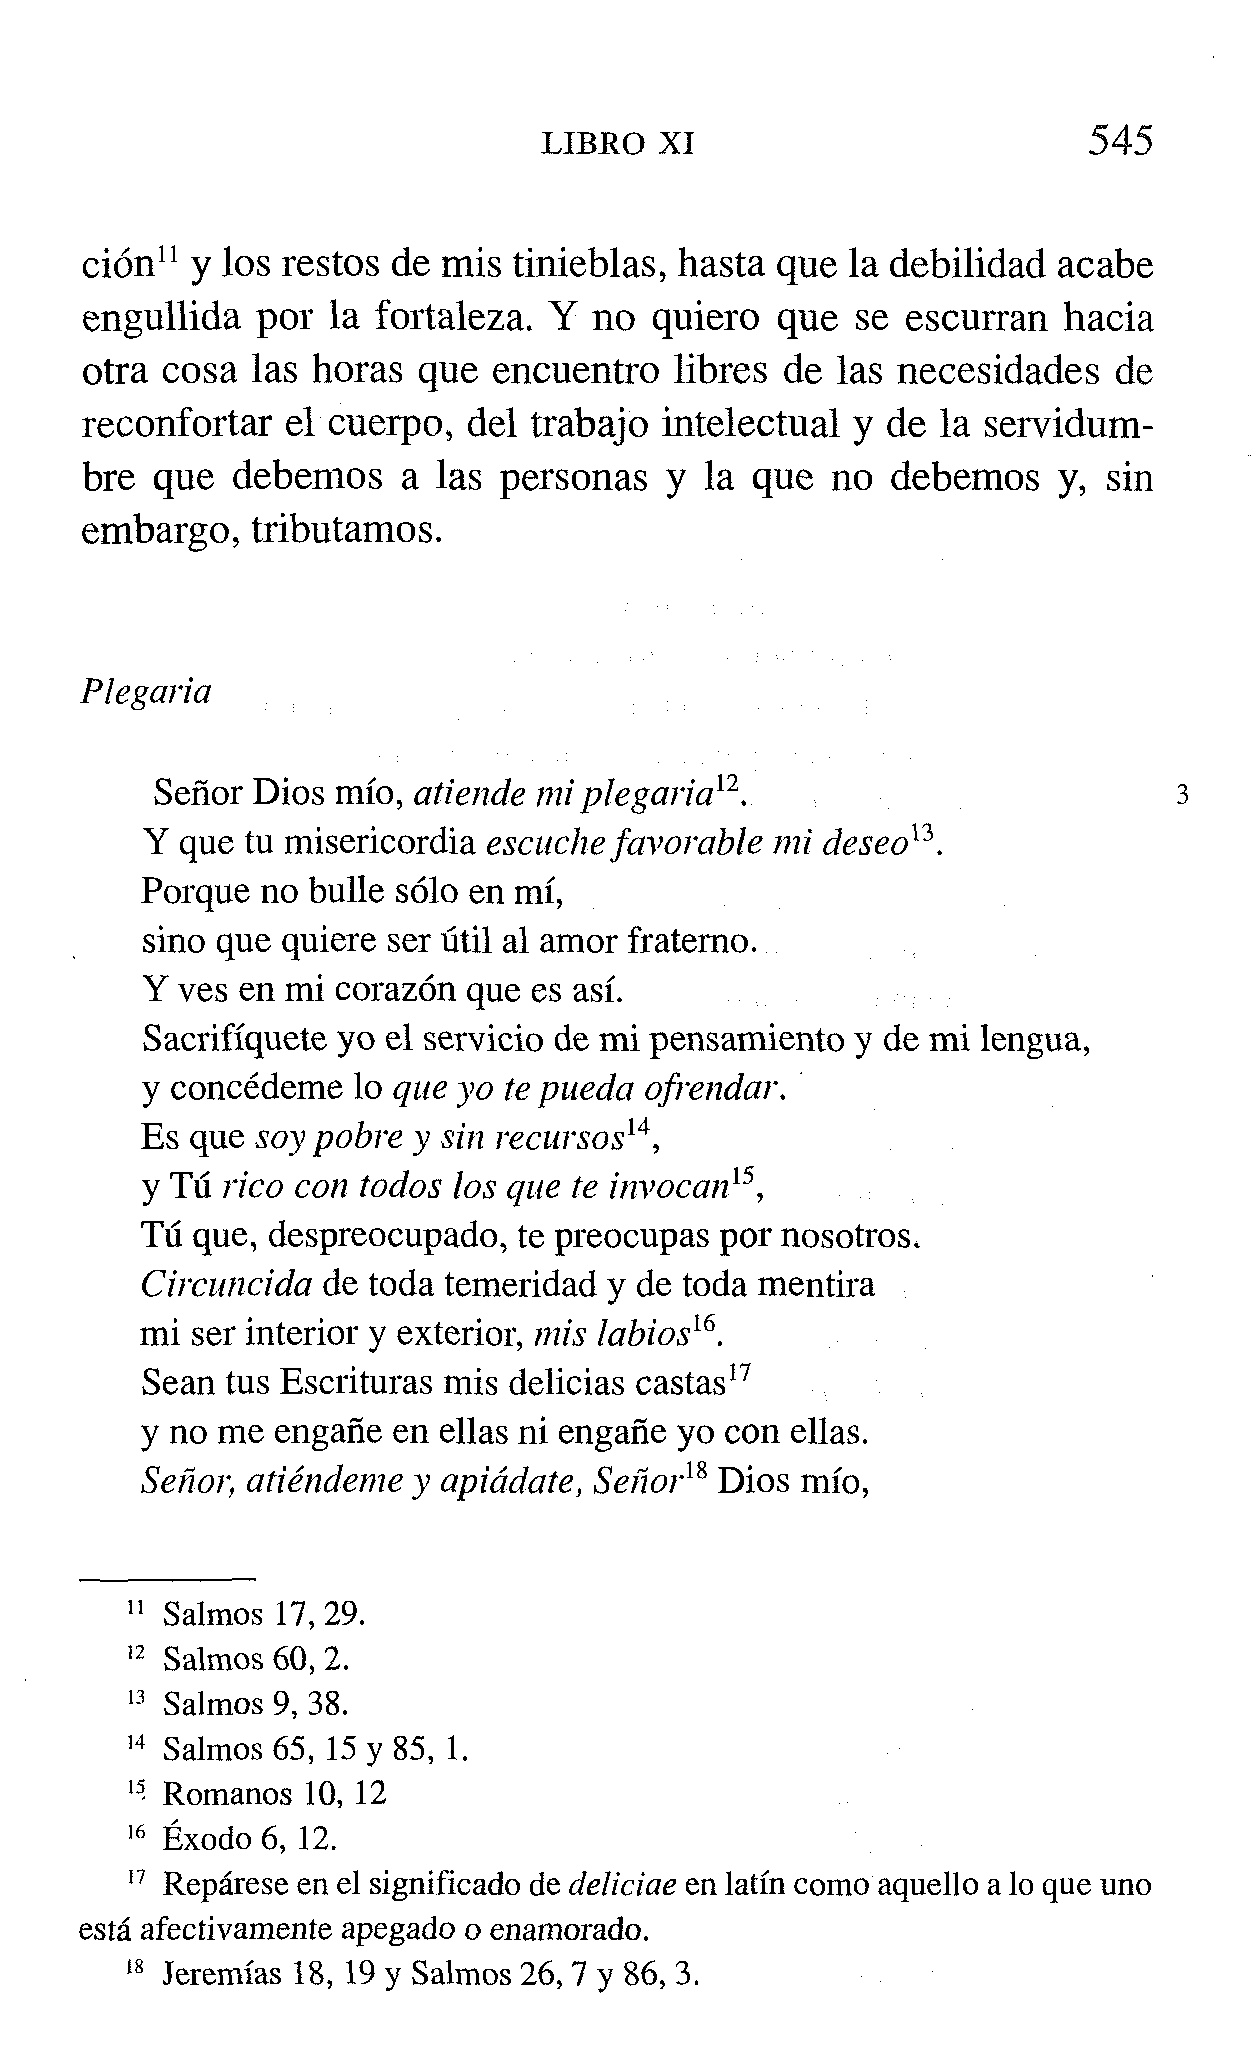 LIBRO XI 545
ción¹¹ y los restos de mis tinieblas, hasta que la debilidad acabe
engullida por la fortaleza. Y no quiero que se escurran hacia
otra cosa las horas que encuentro libres de las necesidades de
reconfortar el cuerpo, del trabajo intelectual y de la servidum-
bre que debemos a las personas y la que no debemos y, sin
embargo, tributamos.
Plegaria
Señor Dios mío, atiende mi plegaria¹². 3
Y que tu misericordia escuche favorable mi deseo¹³.
Porque no bulle sólo en mí,
sino que quiere ser útil al amor fraterno.
Y ves en mi corazón que es así.
Sacrifíquete yo el servicio de mi pensamiento y de mi lengua,
y concédeme lo que yo te pueda ofrendar.
Es que soy pobre y sin recursos¹⁴,
y Tú rico con todos los que te invocan¹⁵,
Tú que, despreocupado, te preocupas por nosotros.
Circuncida de toda temeridad y de toda mentira
mi ser interior y exterior, mis labios¹⁶.
Sean tus Escrituras mis delicias castas¹⁷
y no me engañe en ellas ni engañe yo con ellas.
Señor, atiéndeme y apiádate, Señor¹⁸ Dios mío,
¹¹ Salmos 17, 29.
¹² Salmos 60, 2.
¹³ Salmos 9, 38.
¹⁴ Salmos 65, 15 y 85, 1.
¹⁵ Romanos 10, 12
¹⁶ Éxodo 6, 12.
¹⁷ Repárese en el significado de deliciae en latín como aquello a lo que uno
está afectivamente apegado o enamorado.
¹⁸ Jeremías 18, 19 y Salmos 26, 7 y 86, 3.